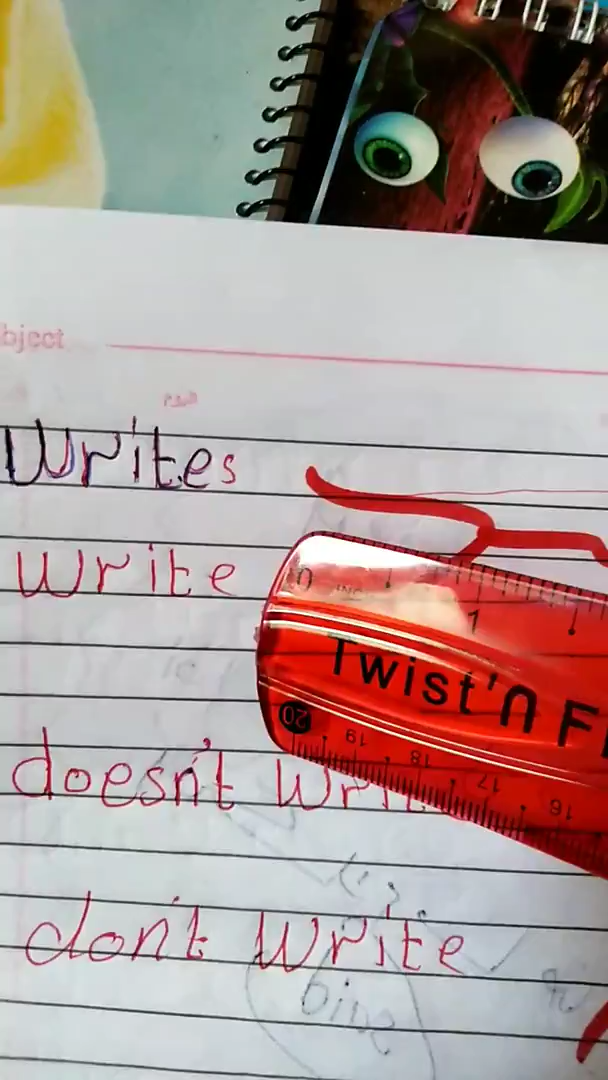 bject
writes
write
Twist'n
doesn't
don't write